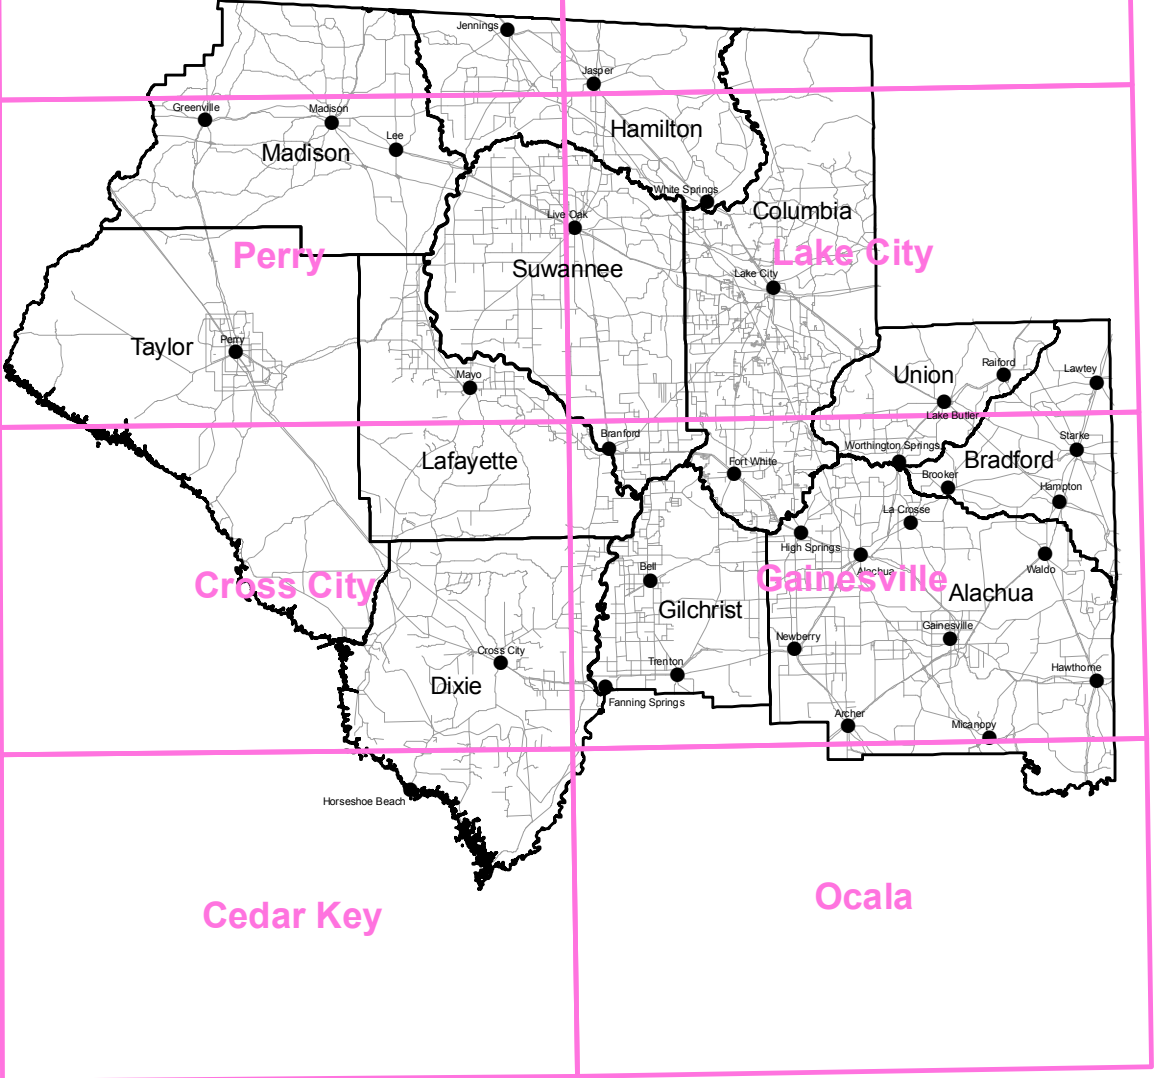 Jennings
Jasper
Greenville
Madison
Lee
Hamilton
Madison
White Springs
Columbia
Live Oak
Perry
Lake City
Suwannee
Lake City
Taylor
Perry
Mayo
Union
Raiford
Lawtey
Lake Butler
Branford
Worthington Springs
Starke
Lafayette
Fort White
Bradford
Brooker
Hampton
La Crosse
High Springs
Bell
Alachua
Waldo
Cross City
Gainesville
Alachua
Gilchrist
Gainesville
Newberry
Cross City
Trenton
Hawthorne
Dixie
Fanning Springs
Archer
Micanopy
Horseshoe Beach
Cedar Key
Ocala